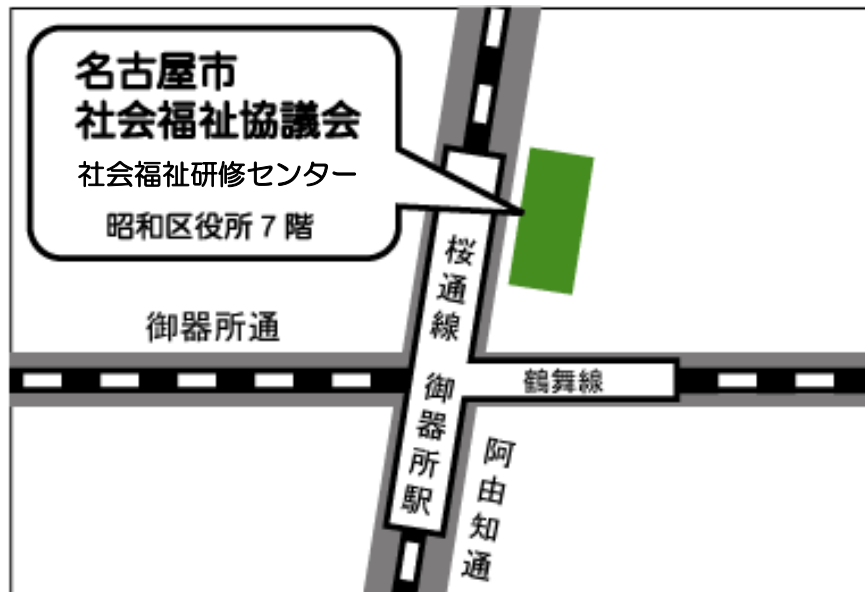 名古屋市
社会福祉協議会
社会福祉研修センター
昭和区役所7階
御器所通
桜通線 御器所駅
鶴舞線
阿由知通